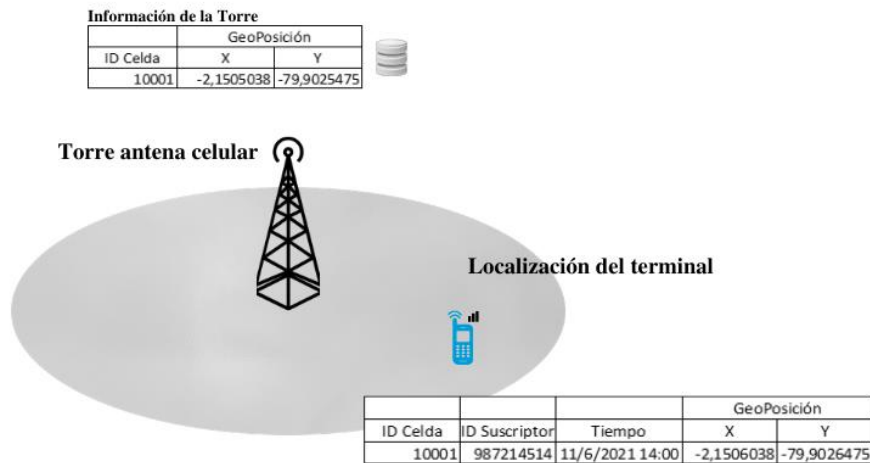 Información de la Torre
GeoPosición
ID Celda X Y
10001 -2,1505038 -79,9025475
Torre antena celular
Localización del terminal
GeoPosición
ID Celda ID Suscriptor Tiempo X Y
10001 987214514 11/6/2021 14:00 -2,1506038 -79,9026475